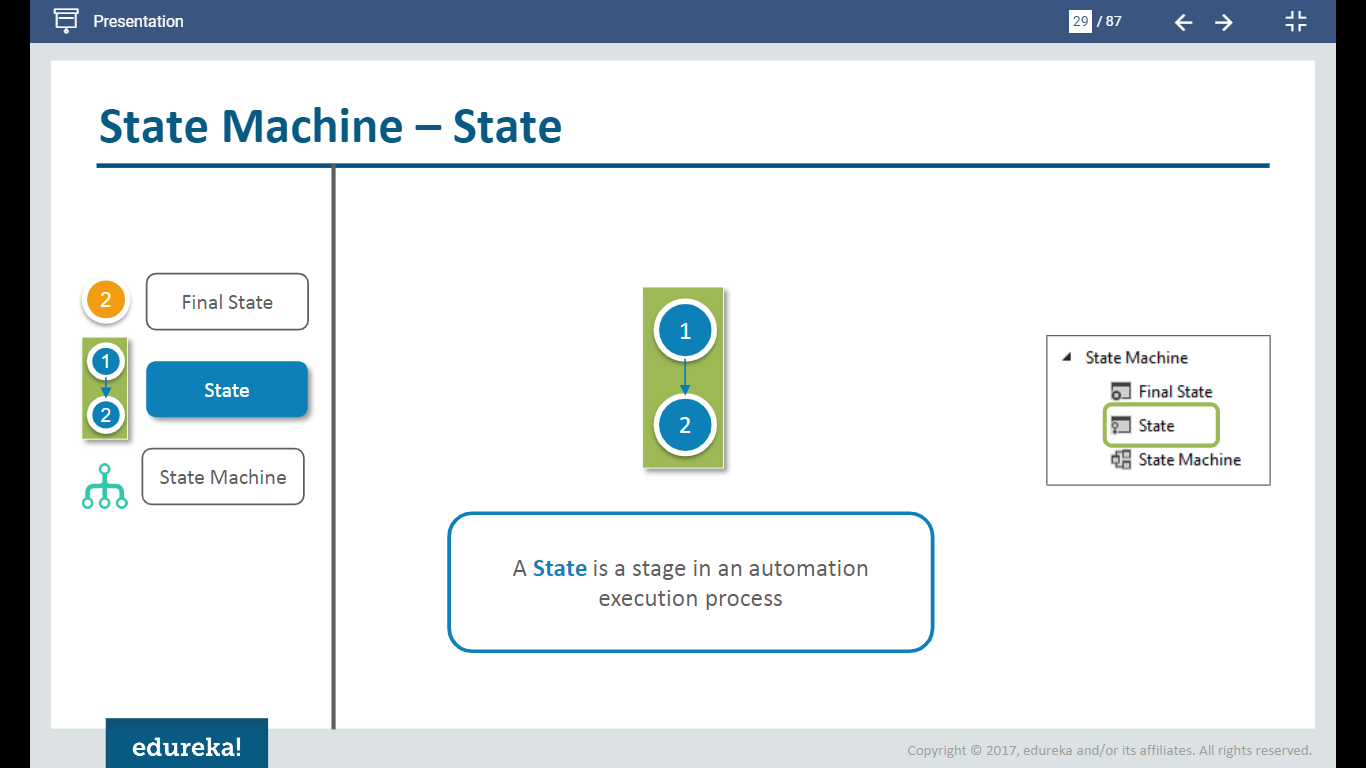 Presentation
29 / 87
State Machine – State
2
Final State
1
2
State
State Machine
1
2
A State is a stage in an automation
execution process
State Machine
Final State
State
State Machine
edureka!
Copyright © 2017, edureka and/or its affiliates. All rights reserved.